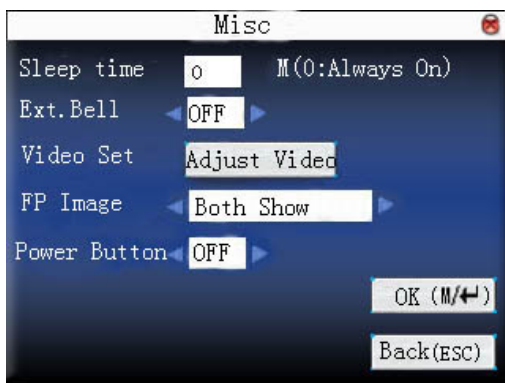 Misc
Sleep time 0 M(0:Always On)
Ext.Bell OFF
Video Set Adjust Video
FP Image Both Show
Power Button OFF
OK (M/↵)
Back(ESC)